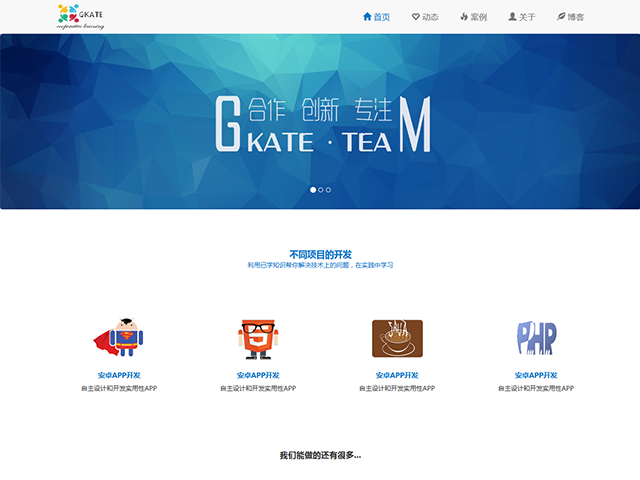 GKATE
cooperative learning
首页 动态 案例 关于 博客
合作 创新 专注
GKATE · TEAM
不同项目的开发
利用已学知识帮你解决技术上的问题，在实践中学习
PHP
安卓APP开发 安卓APP开发 安卓APP开发 安卓APP开发
自主设计和开发实用性APP 自主设计和开发实用性APP 自主设计和开发实用性APP 自主设计和开发实用性APP
我们能做的还有很多...